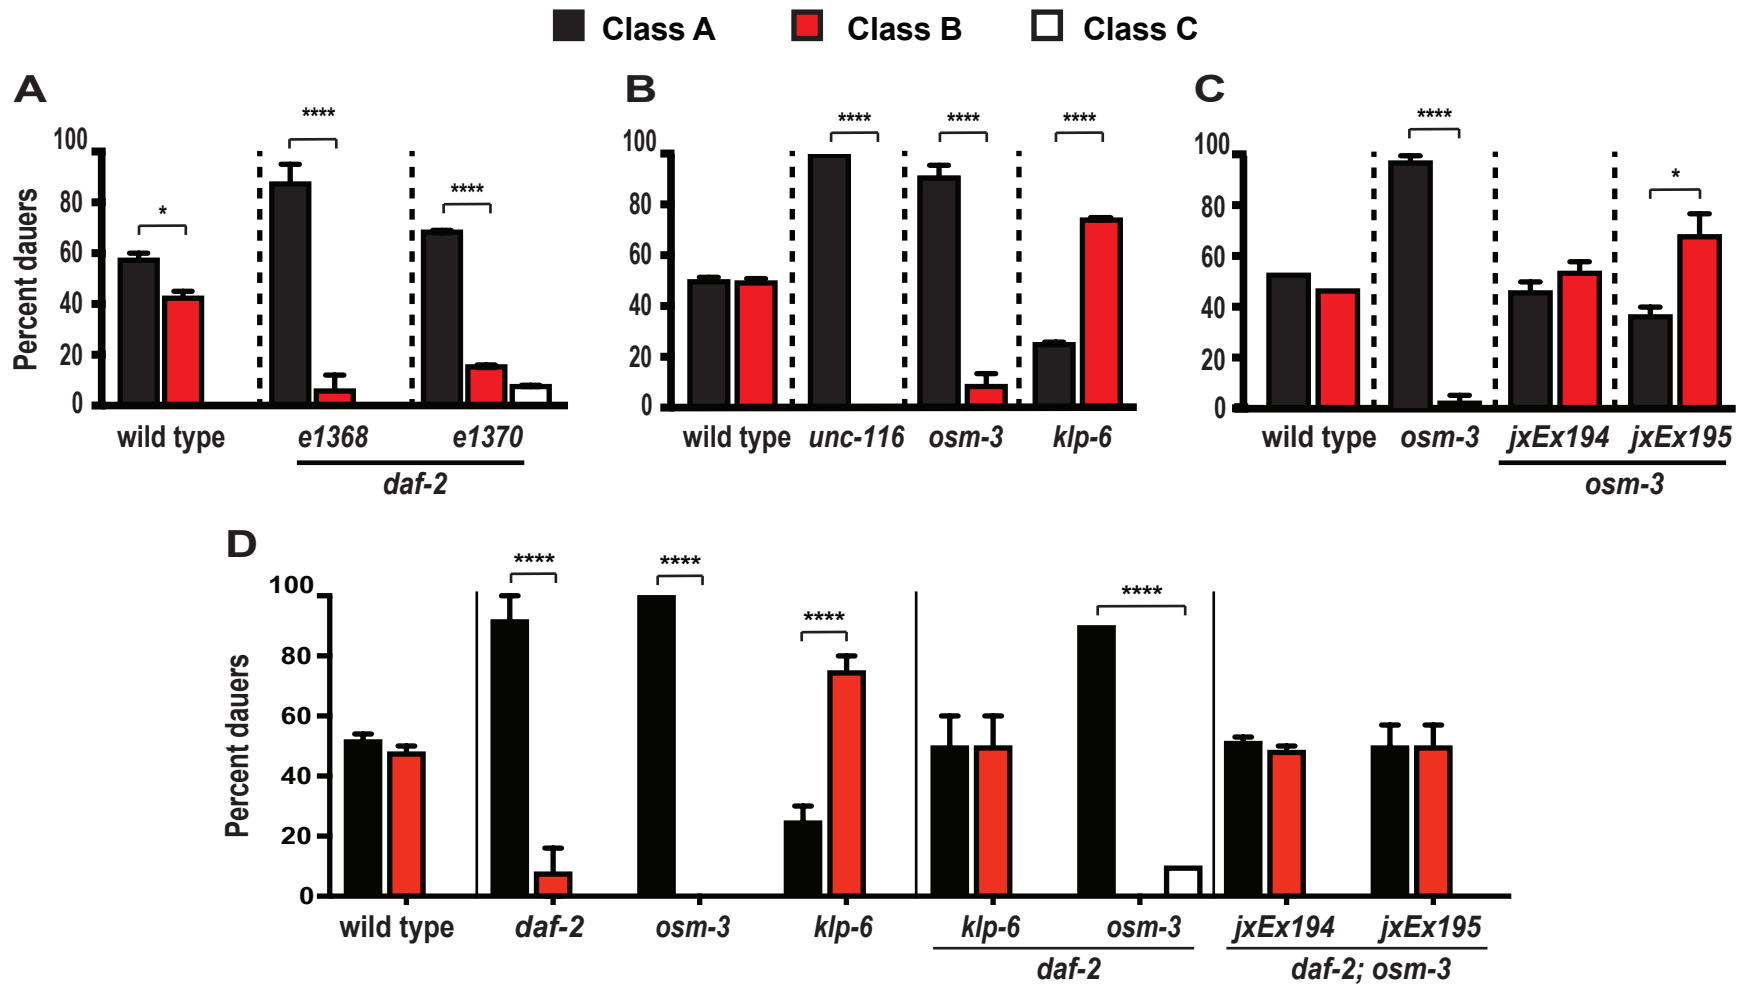 Class A Class B Class C
A
Percent dauers
100
80
60
40
20
0
*
****
****
wild type e1368 e1370
daf-2
B
100
80
60
40
20
0
****
****
****
wild type unc-116 osm-3 klp-6
C
100
80
60
40
20
0
****
*
wild type osm-3 jxEx194 jxEx195
osm-3
D
Percent dauers
100
80
60
40
20
0
****
****
****
****
wild type daf-2 osm-3 klp-6 klp-6 osm-3 jxEx194 jxEx195
daf-2 daf-2; osm-3